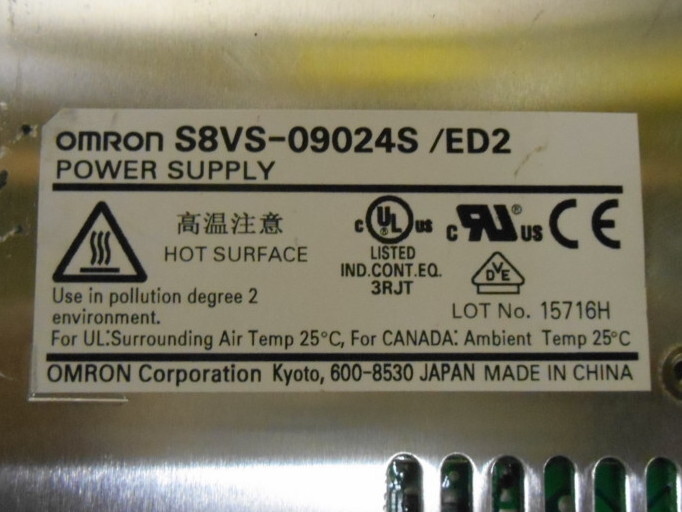 omron S8VS-09024S /ED2
POWER SUPPLY
高温注意
HOT SURFACE
c UL ® us
LISTED
IND.CONT.EQ.
3RJT
c RU ® US
CE
DVE
Use in pollution degree 2
environment.
LOT No. 15716H
For UL:Surrounding Air Temp 25°C, For CANADA: Ambient Temp 25°C
OMRON Corporation Kyoto, 600-8530 JAPAN MADE IN CHINA